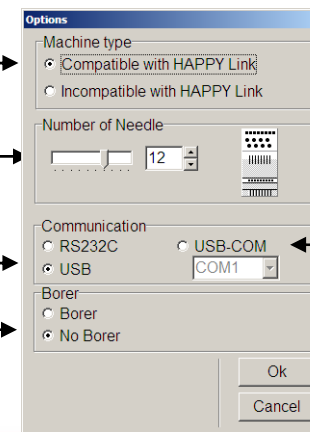 Options
Machine type
Compatible with HAPPY Link
Incompatible with HAPPY Link
Number of Needle
12
Communication
RS232C USB-COM
USB COM1
Borer
Borer
No Borer
Ok
Cancel